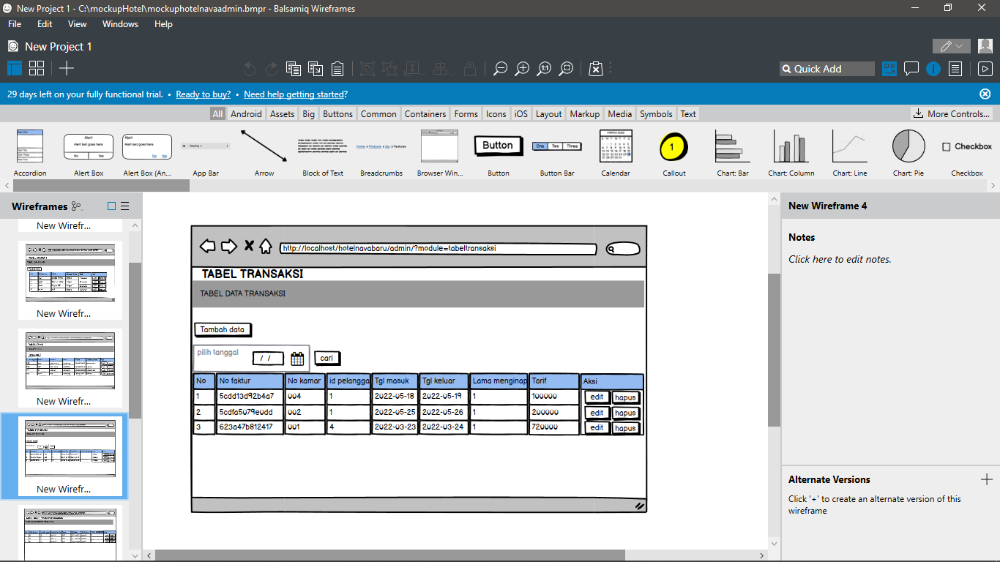 New Project 1 - C:\mockupHotel\mockuphotelnavaadmin.bmpr - Balsamiq Wireframes
File Edit View Windows Help
New Project 1
Quick Add
29 days left on your fully functional trial. • Ready to buy? • Need help getting started?
All Android Assets Big Buttons Common Containers Forms Icons iOS Layout Markup Media Symbols Text More Controls...
Button
One Two Three
1
Checkbox
Accordion Alert Box Alert Box (An... App Bar Arrow Block of Text Breadcrumbs Browser Win... Button Button Bar Calendar Callout Chart: Bar Chart: Column Chart: Line Chart: Pie Checkbox
Wireframes
New Wirefr...
New Wirefr...
New Wirefr...
New Wirefr...
http://localhost/hotelnavabaru/admin/?module=tabeltransaksi
TABEL TRANSAKSI
TABEL DATA TRANSAKSI
Tambah data
pilih tanggal / / cari
No No faktur No kamar id pelangga Tgl masuk Tgl keluar Lama menginap Tarif Aksi
1 5cdd13d92b4a7 004 1 2022-05-18 2022-05-19 1 100000 edit hapus
2 5cdfa5079e0dd 002 1 2022-05-25 2022-05-26 1 200000 edit hapus
3 623a47b812417 001 4 2022-03-23 2022-03-24 1 720000 edit hapus
New Wireframe 4
Notes
Click here to edit notes.
Alternate Versions
Click '+' to create an alternate version of this
wireframe